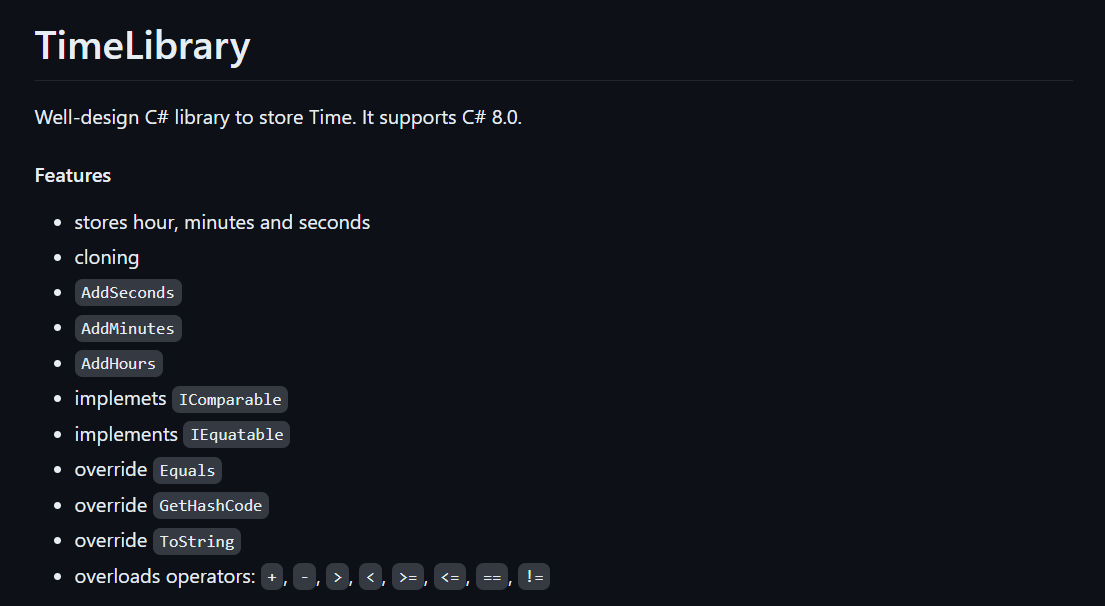 TimeLibrary
Well-design C# library to store Time. It supports C# 8.0.
Features
• stores hour, minutes and seconds
• cloning
• AddSeconds
• AddMinutes
• AddHours
• implemets IComparable
• implements IEquatable
• override Equals
• override GetHashCode
• override ToString
• overloads operators: + , - , > , < , >= , <= , == , !=